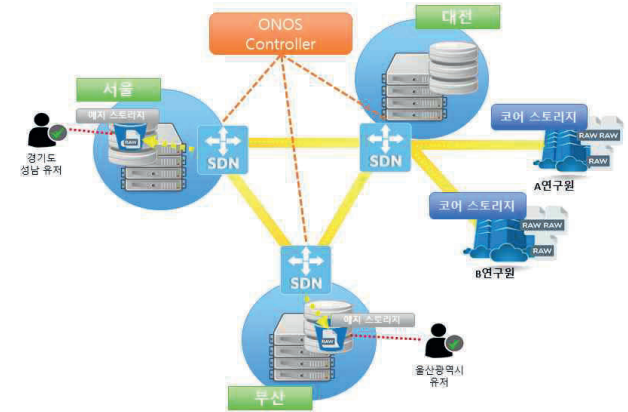 ONOS
Controller
대전
서울
에지 스토리지
RAW
경기도
성남 유저
SDN
SDN
코어 스토리지
RAW RAW
RAW
A연구원
코어 스토리지
RAW RAW
RAW
B연구원
SDN
에지 스토리지
RAW
울산광역시
유저
부산